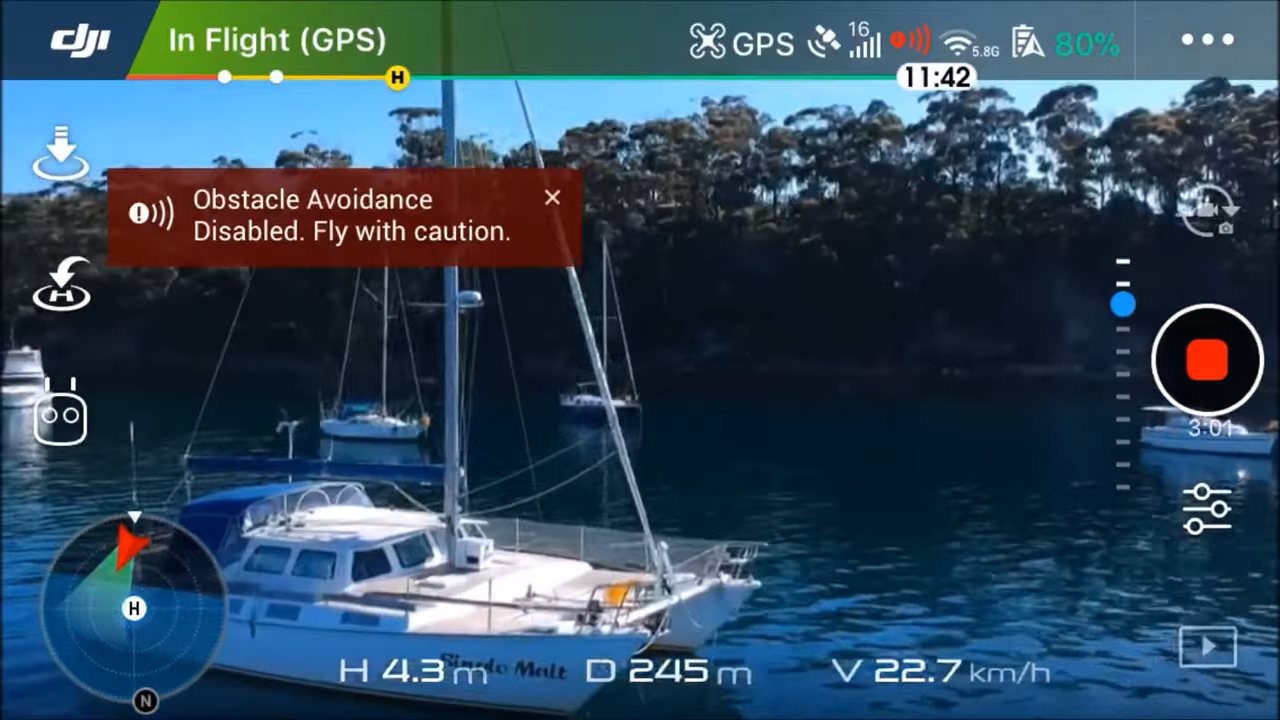 dji
In Flight (GPS)
GPS
16
5.8G
80%
H
11:42
Obstacle Avoidance
Disabled. Fly with caution.
H
3:01
H
N
Single Malt
H 4.3 m
D 245 m
V 22.7 km/h